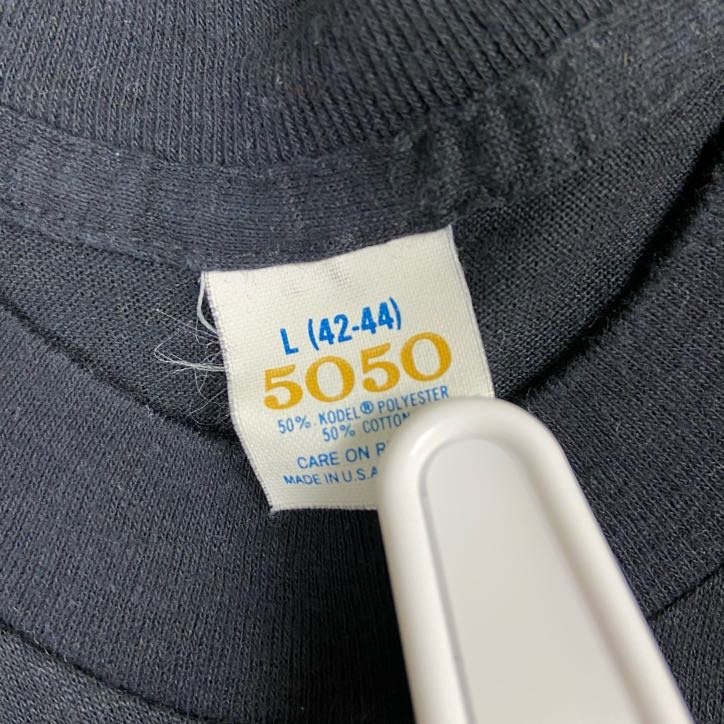 L (42-44)
5050
50% KODEL® POLYESTER
50% COTTON
CARE ON
MADE IN U.S.A